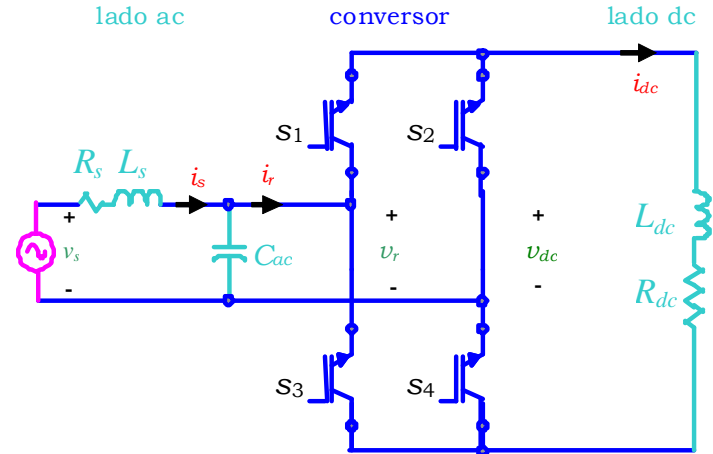 lado ac conversor lado dc
i_dc
S1 S2
R_s L_s i_s i_r
L_dc
+ + +
v_s C_ac v_r v_dc
R_dc
- - -
S3 S4